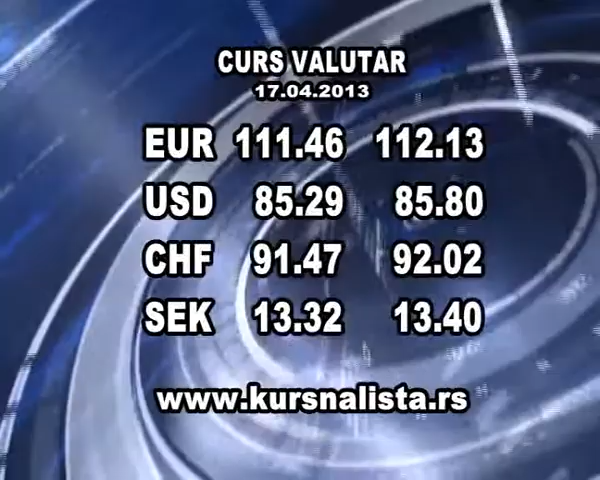 CURS VALUTAR
17.04.2013
EUR 111.46 112.13
USD 85.29 85.80
CHF 91.47 92.02
SEK 13.32 13.40
www.kursnalista.rs